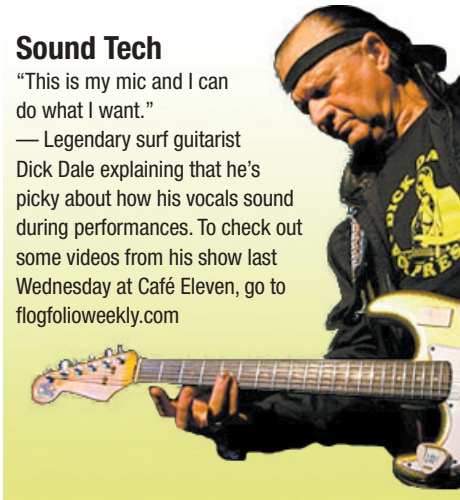 Sound Tech
“This is my mic and I can
do what I want.”
— Legendary surf guitarist
Dick Dale explaining that he’s
picky about how his vocals sound
during performances. To check out
some videos from his show last
Wednesday at Café Eleven, go to
flogfolioweekly.com
DICK DA